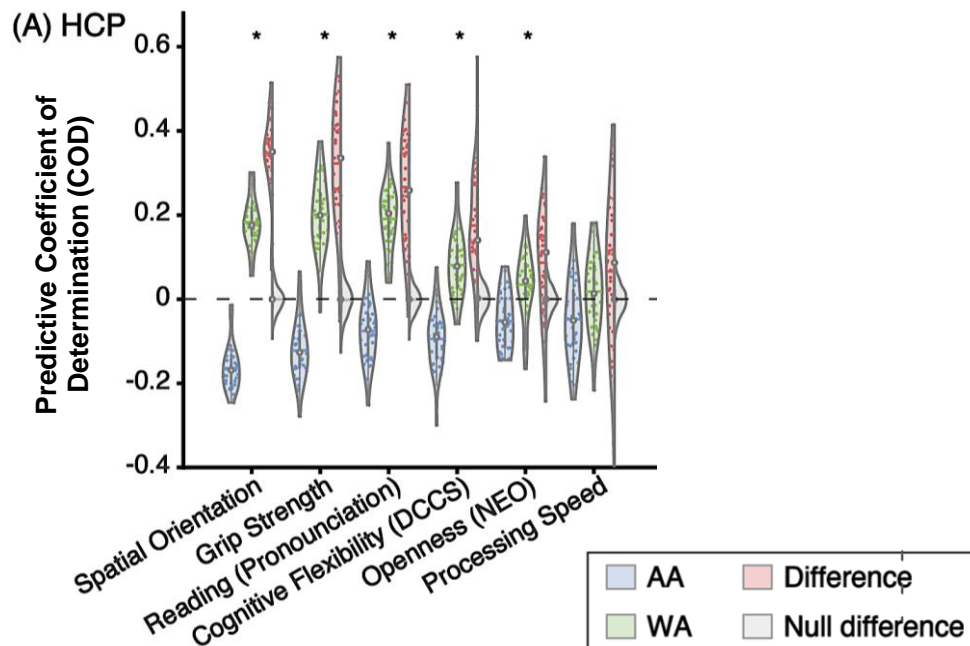 (A) HCP
Predictive Coefficient of
Determination (COD)
0.6
0.4
0.2
0
-0.2
-0.4
* * * * *
Spatial Orientation
Grip Strength
Reading (Pronounciation)
Cognitive Flexibility (DCCS)
Openness (NEO)
Processing Speed
AA
Difference
WA
Null difference